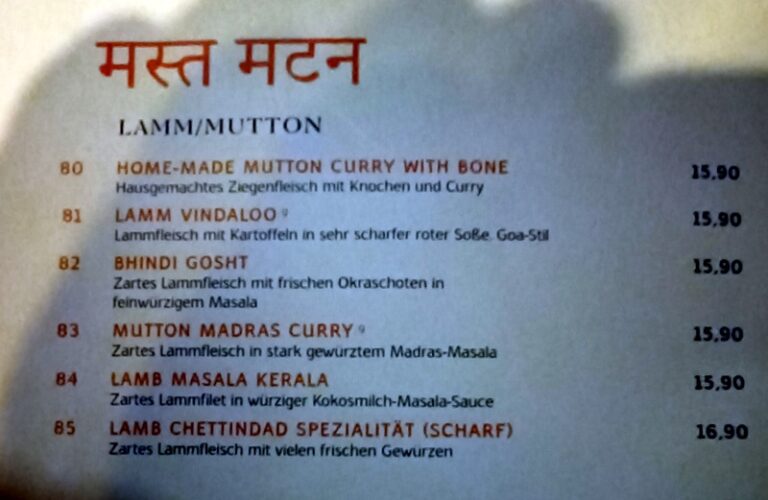 मस्त मटन
LAMM/MUTTON
80 HOME-MADE MUTTON CURRY WITH BONE 15,90
Hausgemachtes Ziegenfleisch mit Knochen und Curry
81 LAMM VINDALOO 9 15,90
Lammfleisch mit Kartoffeln in sehr scharfer roter Soße, Goa-Stil
82 BHINDI GOSHT 15,90
Zartes Lammfleisch mit frischen Okraschoten in
feinwürzigem Masala
83 MUTTON MADRAS CURRY 9 15,90
Zartes Lammfleisch in stark gewürztem Madras-Masala
84 LAMB MASALA KERALA 15,90
Zartes Lammfilet in würziger Kokosmilch-Masala-Sauce
85 LAMB CHETTINDAD SPEZIALITÄT (SCHARF) 16,90
Zartes Lammfleisch mit vielen frischen Gewürzen